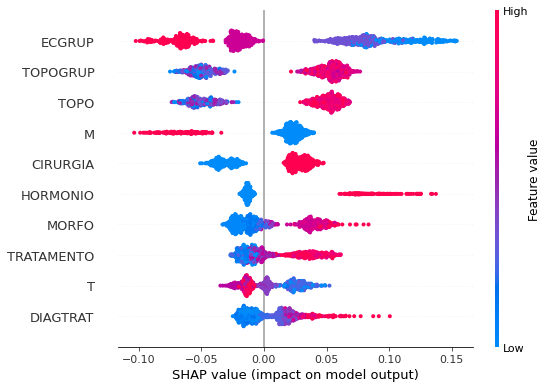 High
ECGRUP
TOPOGRUP
TOPO
M
CIRURGIA
HORMONIO
MORFO
TRATAMENTO
T
DIAGTRAT
Low
Feature value
−0.10 −0.05 0.00 0.05 0.10 0.15
SHAP value (impact on model output)